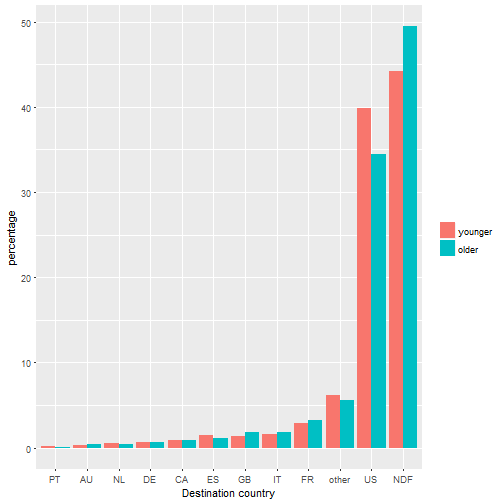 50
40
30
20
10
0
percentage
PT AU NL DE CA ES GB IT FR other US NDF
Destination country
younger
older